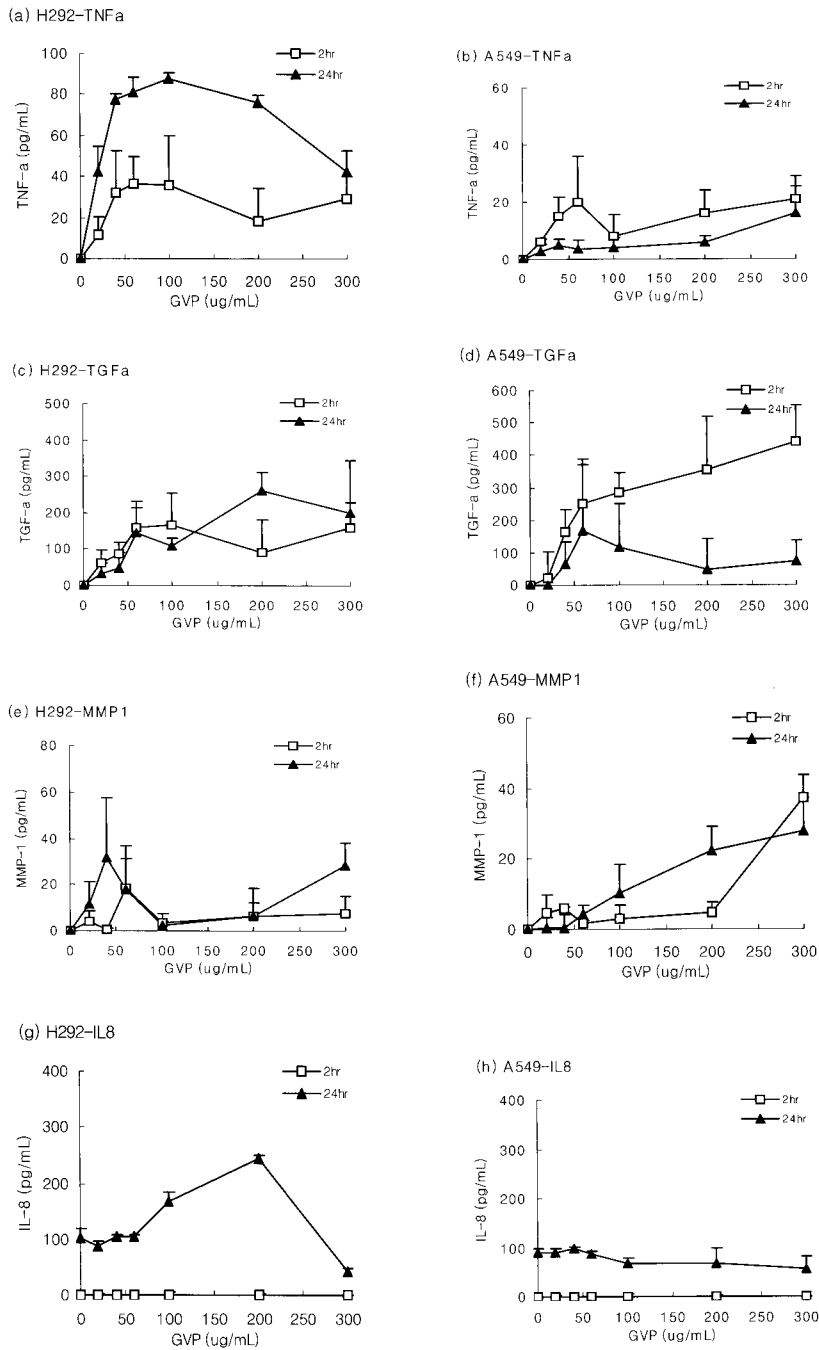 (a) H292-TNFa
2hr
24hr
TNF-a (pg/mL)
100
80
60
40
20
0
0 50 100 150 200 250 300
GVP (ug/mL)
(b) A549-TNFa
2hr
24hr
TNF-a (pg/mL)
60
40
20
0
0 50 100 150 200 250 300
GVP (ug/mL)
(c) H292-TGFa
2hr
24hr
TGF-a (pg/mL)
500
400
300
200
100
0
0 50 100 150 200 250 300
GVP (ug/mL)
(d) A549-TGFa
2hr
24hr
TGF-a (pg/mL)
600
500
400
300
200
100
0
0 50 100 150 200 250 300
GVP (ug/mL)
(e) H292-MMP1
2hr
24hr
MMP-1 (pg/mL)
80
60
40
20
0
0 50 100 150 200 250 300
GVP (ug/mL)
(f) A549-MMP1
2hr
24hr
MMP-1 (pg/mL)
60
40
20
0
0 50 100 150 200 250 300
GVP (ug/mL)
(g) H292-IL8
2hr
24hr
IL-8 (pg/mL)
400
300
200
100
0
0 50 100 150 200 250 300
GVP (ug/mL)
(h) A549-IL8
2hr
24hr
IL-8 (pg/mL)
400
300
200
100
0
0 50 100 150 200 250 300
GVP (ug/mL)